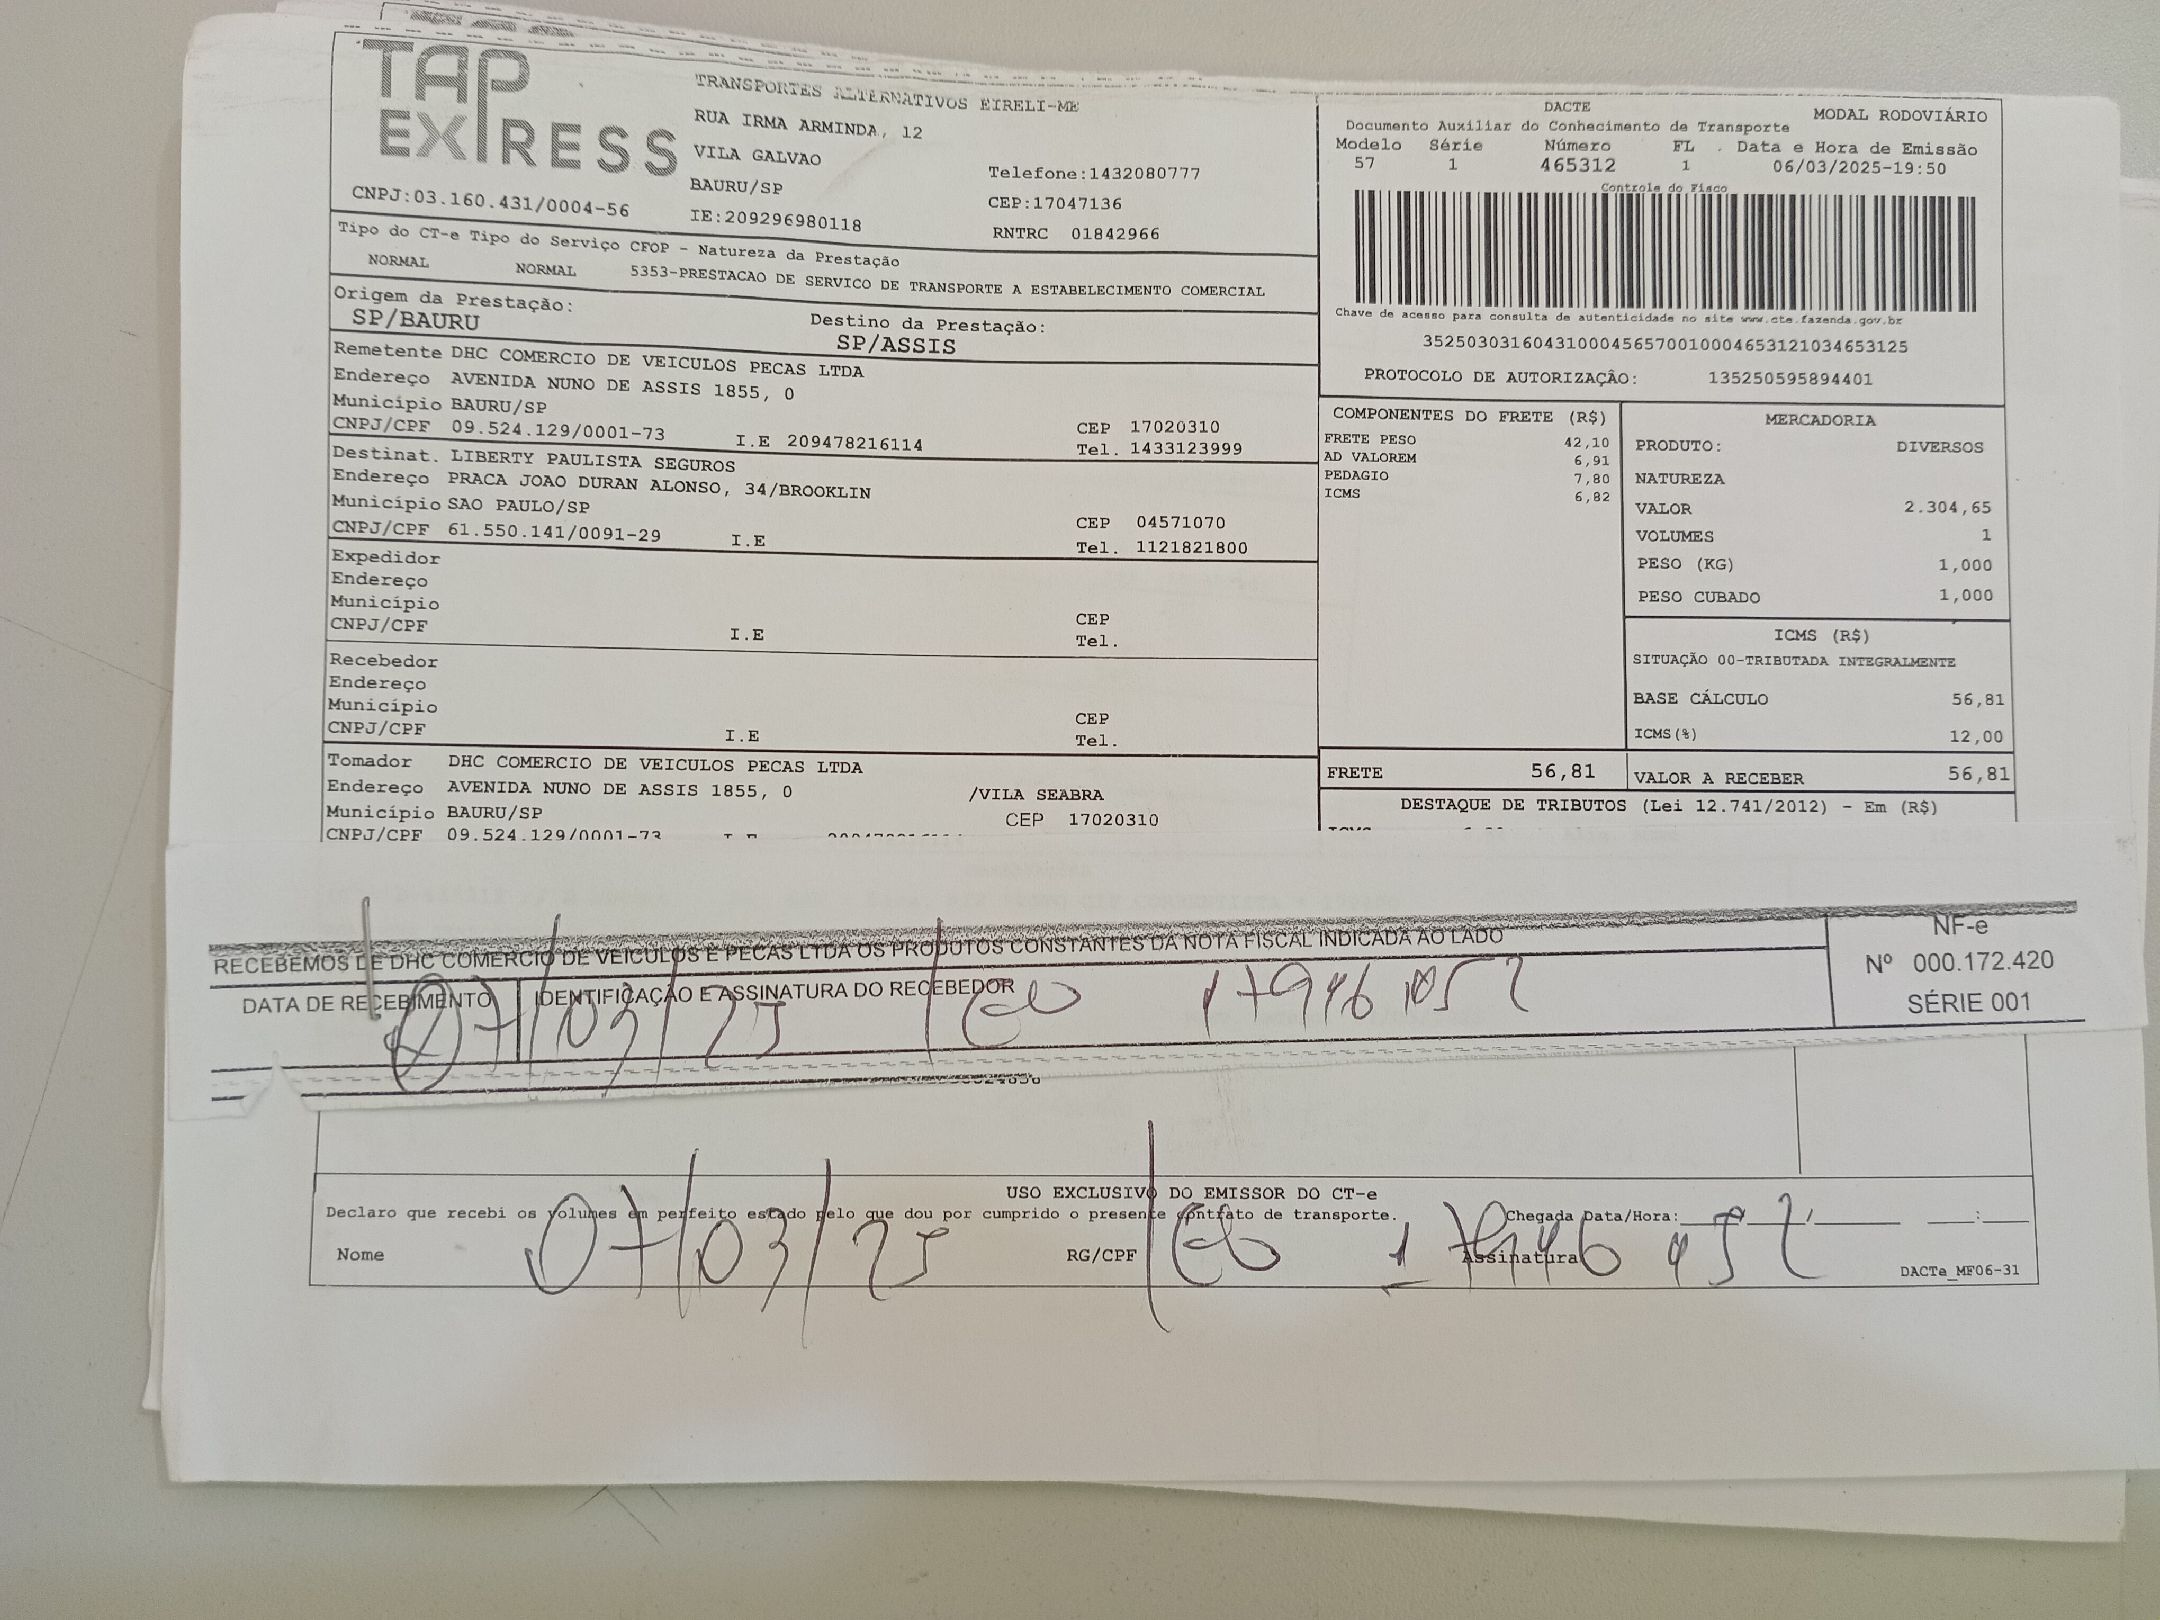 TAP EXPRESS
TRANSPORTES ALTERNATIVOS EIRELI-ME
RUA IRMA ARMINDA, 12
VILA GALVAO
BAURU/SP
Telefone:1432080777
CEP:17047136
CNPJ:03.160.431/0004-56
IE:209296980118
RNTRC 01842966
DACTE
MODAL RODOVIÁRIO
Documento Auxiliar do Conhecimento de Transporte
Modelo Série Número FL . Data e Hora de Emissão
57 1 465312 1 06/03/2025-19:50
Controle do Fisco
Chave de acesso para consulta de autenticidade no site www.cte.fazenda.gov.br
35250303160431000456570010004653121034653125
PROTOCOLO DE AUTORIZAÇÃO: 135250595894401
Tipo do CT-e Tipo do Serviço CFOP - Natureza da Prestação
NORMAL NORMAL 5353-PRESTACAO DE SERVICO DE TRANSPORTE A ESTABELECIMENTO COMERCIAL
Origem da Prestação:
SP/BAURU
Destino da Prestação:
SP/ASSIS
Remetente DHC COMERCIO DE VEICULOS PECAS LTDA
Endereço AVENIDA NUNO DE ASSIS 1855, 0
Município BAURU/SP CEP 17020310
CNPJ/CPF 09.524.129/0001-73 I.E 209478216114 Tel. 1433123999
Destinat. LIBERTY PAULISTA SEGUROS
Endereço PRACA JOAO DURAN ALONSO, 34/BROOKLIN
Município SAO PAULO/SP CEP 04571070
CNPJ/CPF 61.550.141/0091-29 I.E Tel. 1121821800
Expedidor
Endereço
Município CEP
CNPJ/CPF I.E Tel.
Recebedor
Endereço
Município CEP
CNPJ/CPF I.E Tel.
Tomador DHC COMERCIO DE VEICULOS PECAS LTDA
Endereço AVENIDA NUNO DE ASSIS 1855, 0 /VILA SEABRA
Município BAURU/SP CEP 17020310
CNPJ/CPF 09.524.129/0001-73
COMPONENTES DO FRETE (R$)
FRETE PESO 42,10
AD VALOREM 6,91
PEDAGIO 7,80
ICMS 6,82
MERCADORIA
PRODUTO: DIVERSOS
NATUREZA
VALOR 2.304,65
VOLUMES 1
PESO (KG) 1,000
PESO CUBADO 1,000
ICMS (R$)
SITUAÇÃO 00-TRIBUTADA INTEGRALMENTE
BASE CÁLCULO 56,81
ICMS(%) 12,00
FRETE 56,81 VALOR A RECEBER 56,81
DESTAQUE DE TRIBUTOS (Lei 12.741/2012) - Em (R$)
RECEBEMOS DE DHC COMERCIO DE VEICULOS E PECAS LTDA OS PRODUTOS CONSTANTES DA NOTA FISCAL INDICADA AO LADO
DATA DE RECEBIMENTO IDENTIFICAÇÃO E ASSINATURA DO RECEBEDOR
07/03/25
NF-e
Nº 000.172.420
SÉRIE 001
USO EXCLUSIVO DO EMISSOR DO CT-e
Declaro que recebi os volumes em perfeito estado pelo que dou por cumprido o presente contrato de transporte. Chegada Data/Hora:
Nome RG/CPF Assinatura
07/03/25
DACTe_MF06-31